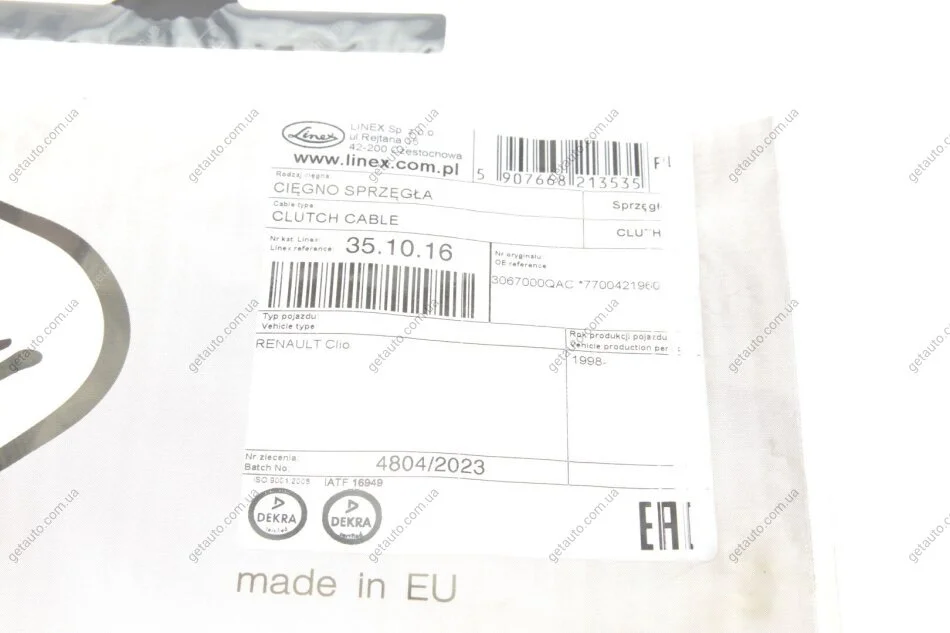 Linex
LINEX Sp. z o.o
ul.Rejtana
42-200 Częstochowa
www.linex.com.pl
5 907668 213535
Rodzaj cięgna
CIĘGNO SPRZĘGŁA
Sprzęgł
Cable type
CLUTCH CABLE
Nr kat. Linex
Linex reference
35.10.16
Nr oryginału
OE reference
3067000QAC *7700421960
Typ pojazdu
Vehicle type
Rok produkcji pojazdu
Vehicle production per
RENAULT Clio
1998-
Nr zlecenia
Batch No.
4804/2023
ISO 9001:2008 IATF 16949
DEKRA
DEKRA
EAC
made in EU
getauto.com.ua